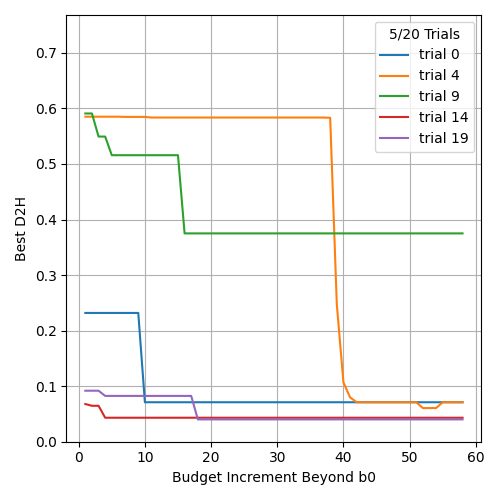 5/20 Trials
trial 0
trial 4
trial 9
trial 14
trial 19
Best D2H
0.7
0.6
0.5
0.4
0.3
0.2
0.1
0.0
0 10 20 30 40 50 60
Budget Increment Beyond b0